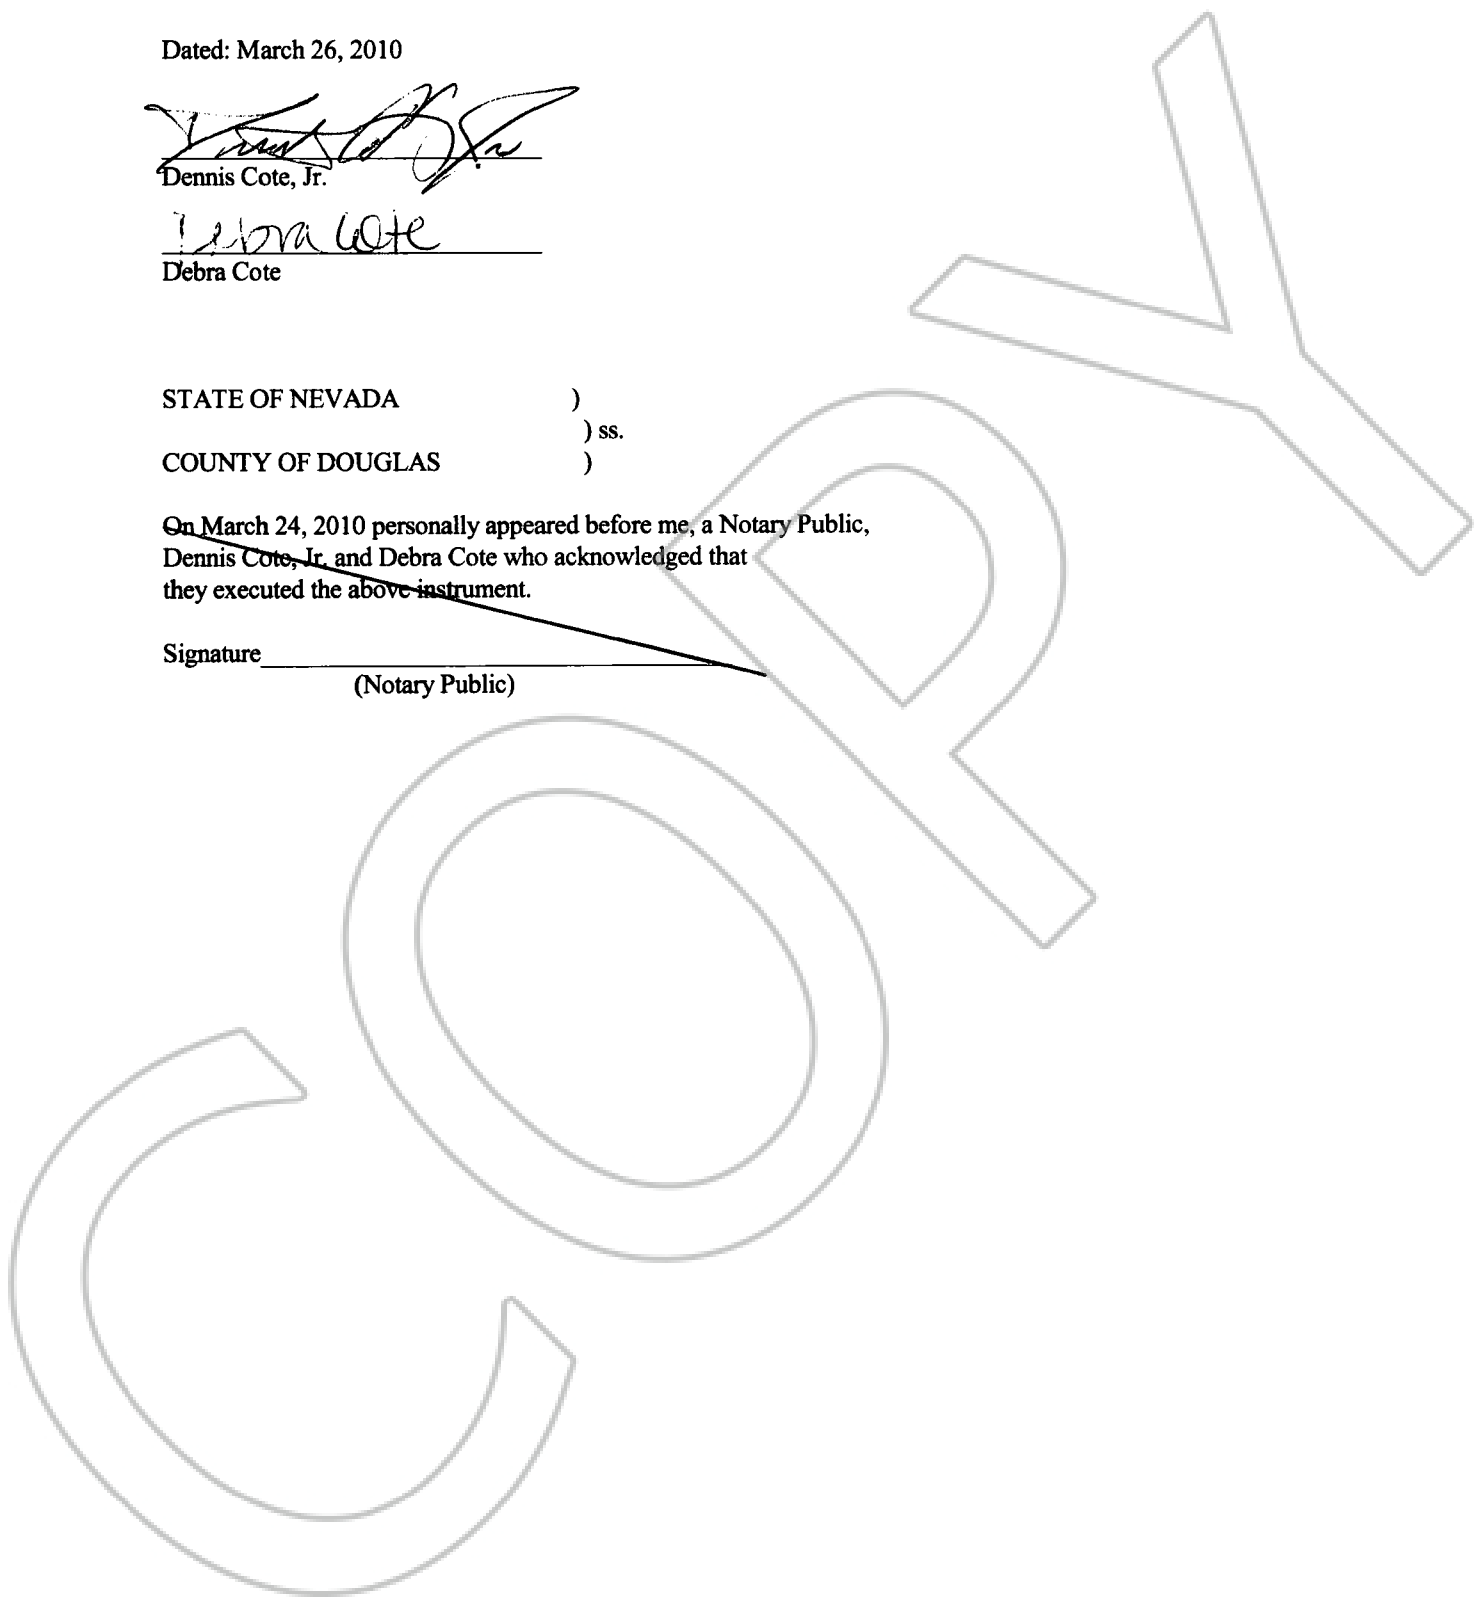 Dated: March 26, 2010
Dennis Cote, Jr.
Debra Cote
Debra Cote
STATE OF NEVADA )
) ss.
COUNTY OF DOUGLAS )
On March 24, 2010 personally appeared before me, a Notary Public,
Dennis Cote, Jr. and Debra Cote who acknowledged that
they executed the above instrument.
Signature
(Notary Public)
COPY